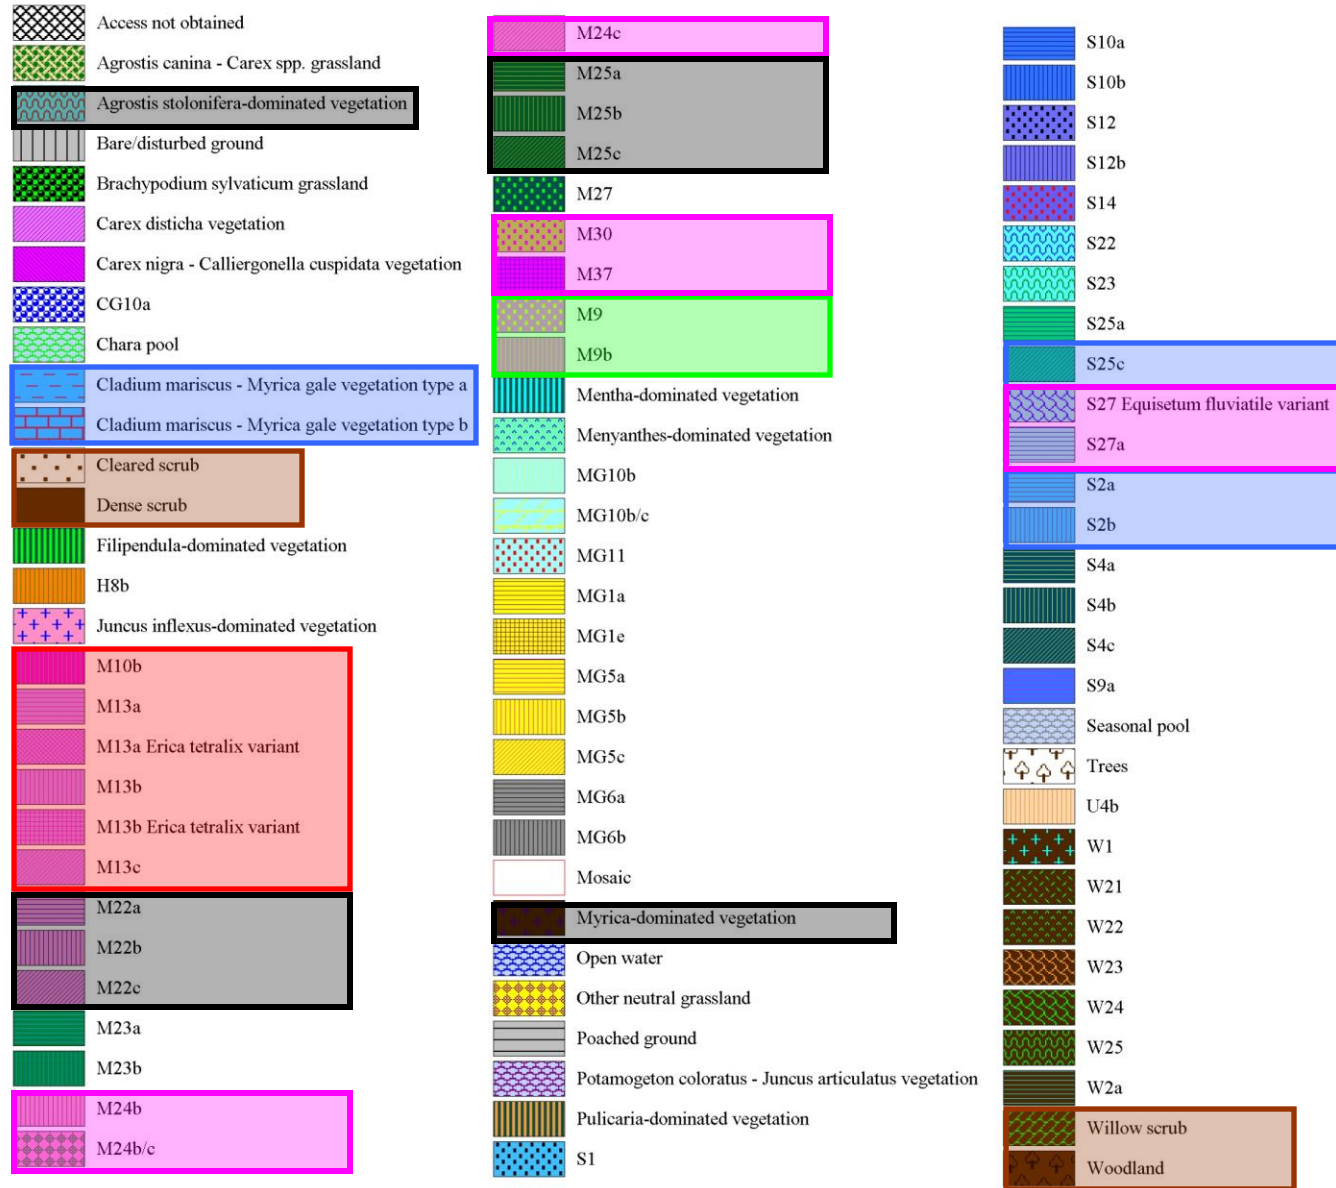 Access not obtained
Agrostis canina - Carex spp. grassland
Agrostis stolonifera-dominated vegetation
Bare/disturbed ground
Brachypodium sylvaticum grassland
Carex disticha vegetation
Carex nigra - Calliergonella cuspidata vegetation
CG10a
Chara pool
Cladium mariscus - Myrica gale vegetation type a
Cladium mariscus - Myrica gale vegetation type b
Cleared scrub
Dense scrub
Filipendula-dominated vegetation
H8b
Juncus inflexus-dominated vegetation
M10b
M13a
M13a Erica tetralix variant
M13b
M13b Erica tetralix variant
M13c
M22a
M22b
M22c
M23a
M23b
M24b
M24b/c
M24c
M25a
M25b
M25c
M27
M30
M37
M9
M9b
Mentha-dominated vegetation
Menyanthes-dominated vegetation
MG10b
MG10b/c
MG11
MG1a
MG1e
MG5a
MG5b
MG5c
MG6a
MG6b
Mosaic
Myrica-dominated vegetation
Open water
Other neutral grassland
Poached ground
Potamogeton coloratus - Juncus articulatus vegetation
Pulicaria-dominated vegetation
S1
S10a
S10b
S12
S12b
S14
S22
S23
S25a
S25c
S27 Equisetum fluviatile variant
S27a
S2a
S2b
S4a
S4b
S4c
S9a
Seasonal pool
Trees
U4b
W1
W21
W22
W23
W24
W25
W2a
Willow scrub
Woodland